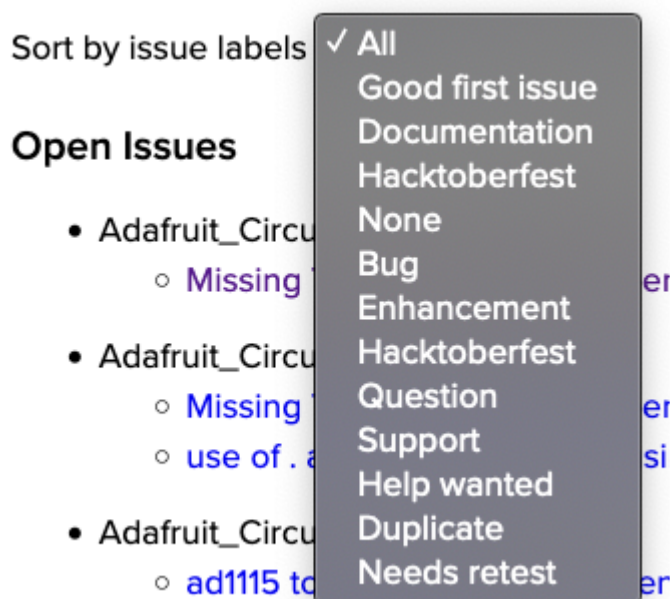 Sort by issue labels ✓ All
Good first issue
Documentation
Hacktoberfest
None
Bug
Enhancement
Hacktoberfest
Question
Support
Help wanted
Duplicate
Needs retest
Open Issues
• Adafruit_Circu
○ Missing
• Adafruit_Circu
○ Missing
○ use of .
• Adafruit_Circu
○ ad1115 to